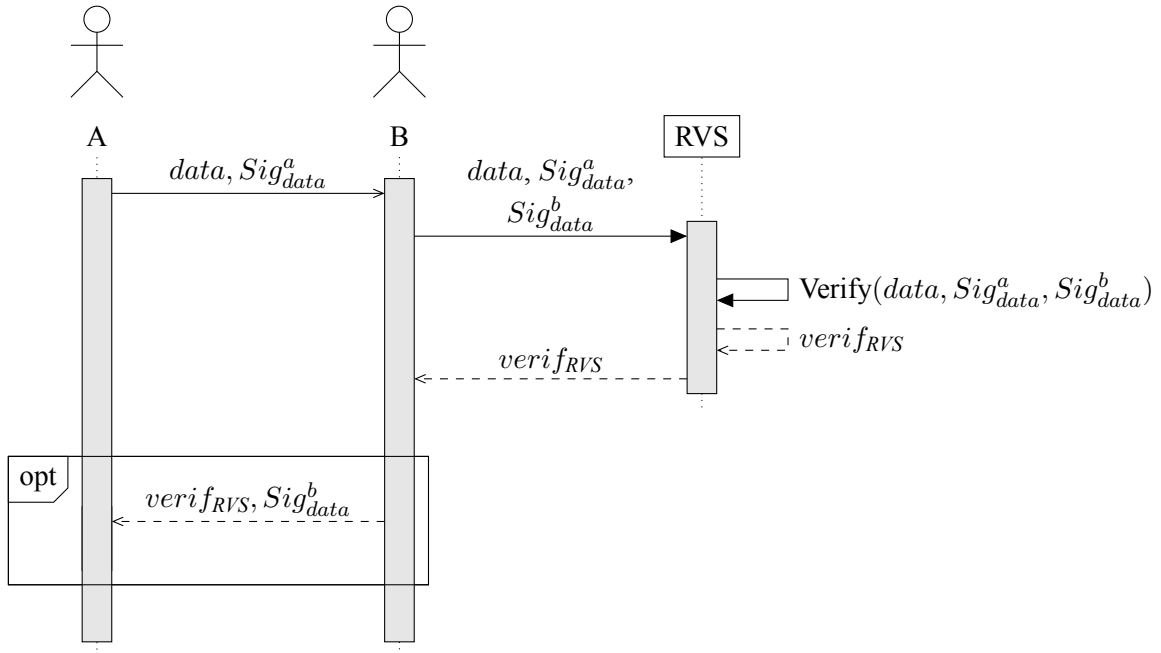 A
B
RVS
data, Sig^a_data
data, Sig^a_data,
Sig^b_data
Verify(data, Sig^a_data, Sig^b_data)
verif_RVS
verif_RVS
opt
verif_RVS, Sig^b_data